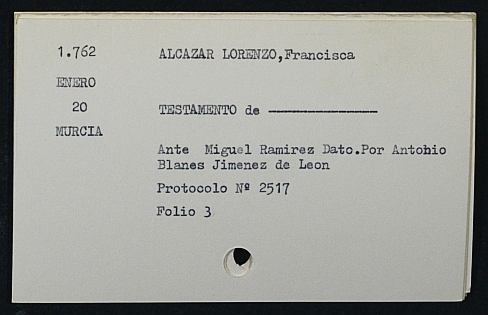 1.762
ALCAZAR LORENZO,Francisca
ENERO
20
TESTAMENTO de ----------------
MURCIA
Ante Miguel Ramirez Dato.Por Antohio
Blanes Jimenez de Leon
Protocolo Nº 2517
Folio 3